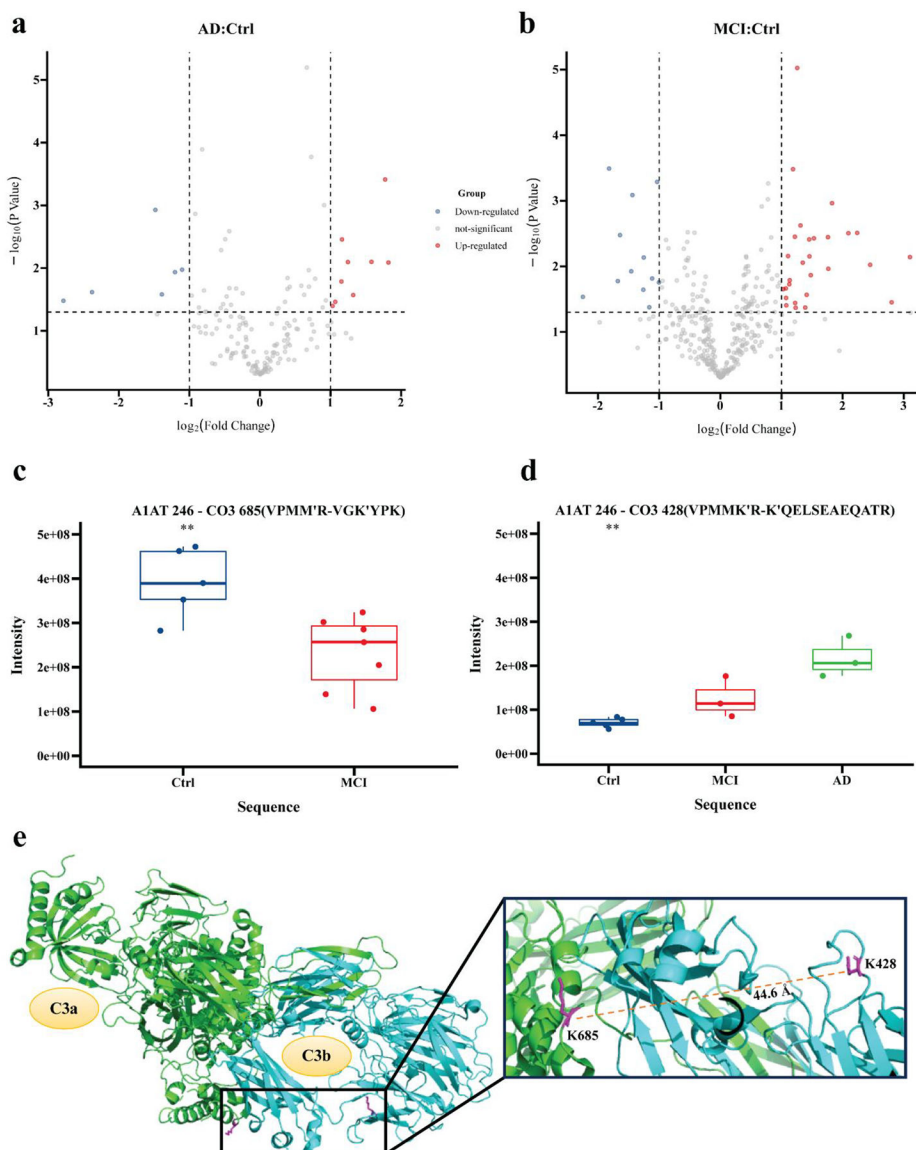 a
AD:Ctrl
5
4
3
2
1
− log₁₀(P Value)
-3
-2
-1
0
1
2
log₂(Fold Change)
Group
Down-regulated
not-significant
Up-regulated
b
MCI:Ctrl
5
4
3
2
1
− log₁₀(P Value)
-2
-1
0
1
2
3
log₂(Fold Change)
c
A1AT 246 - CO3 685(VPMM'R-VGK'YPK)
**
5e+08
4e+08
3e+08
2e+08
1e+08
0e+00
Intensity
Ctrl
MCI
Sequence
d
A1AT 246 - CO3 428(VPMMK'R-K'QELSEAEQATR)
**
5e+08
4e+08
3e+08
2e+08
1e+08
0e+00
Intensity
Ctrl
MCI
AD
Sequence
e
C3a
C3b
K428
44.6 Å
K685